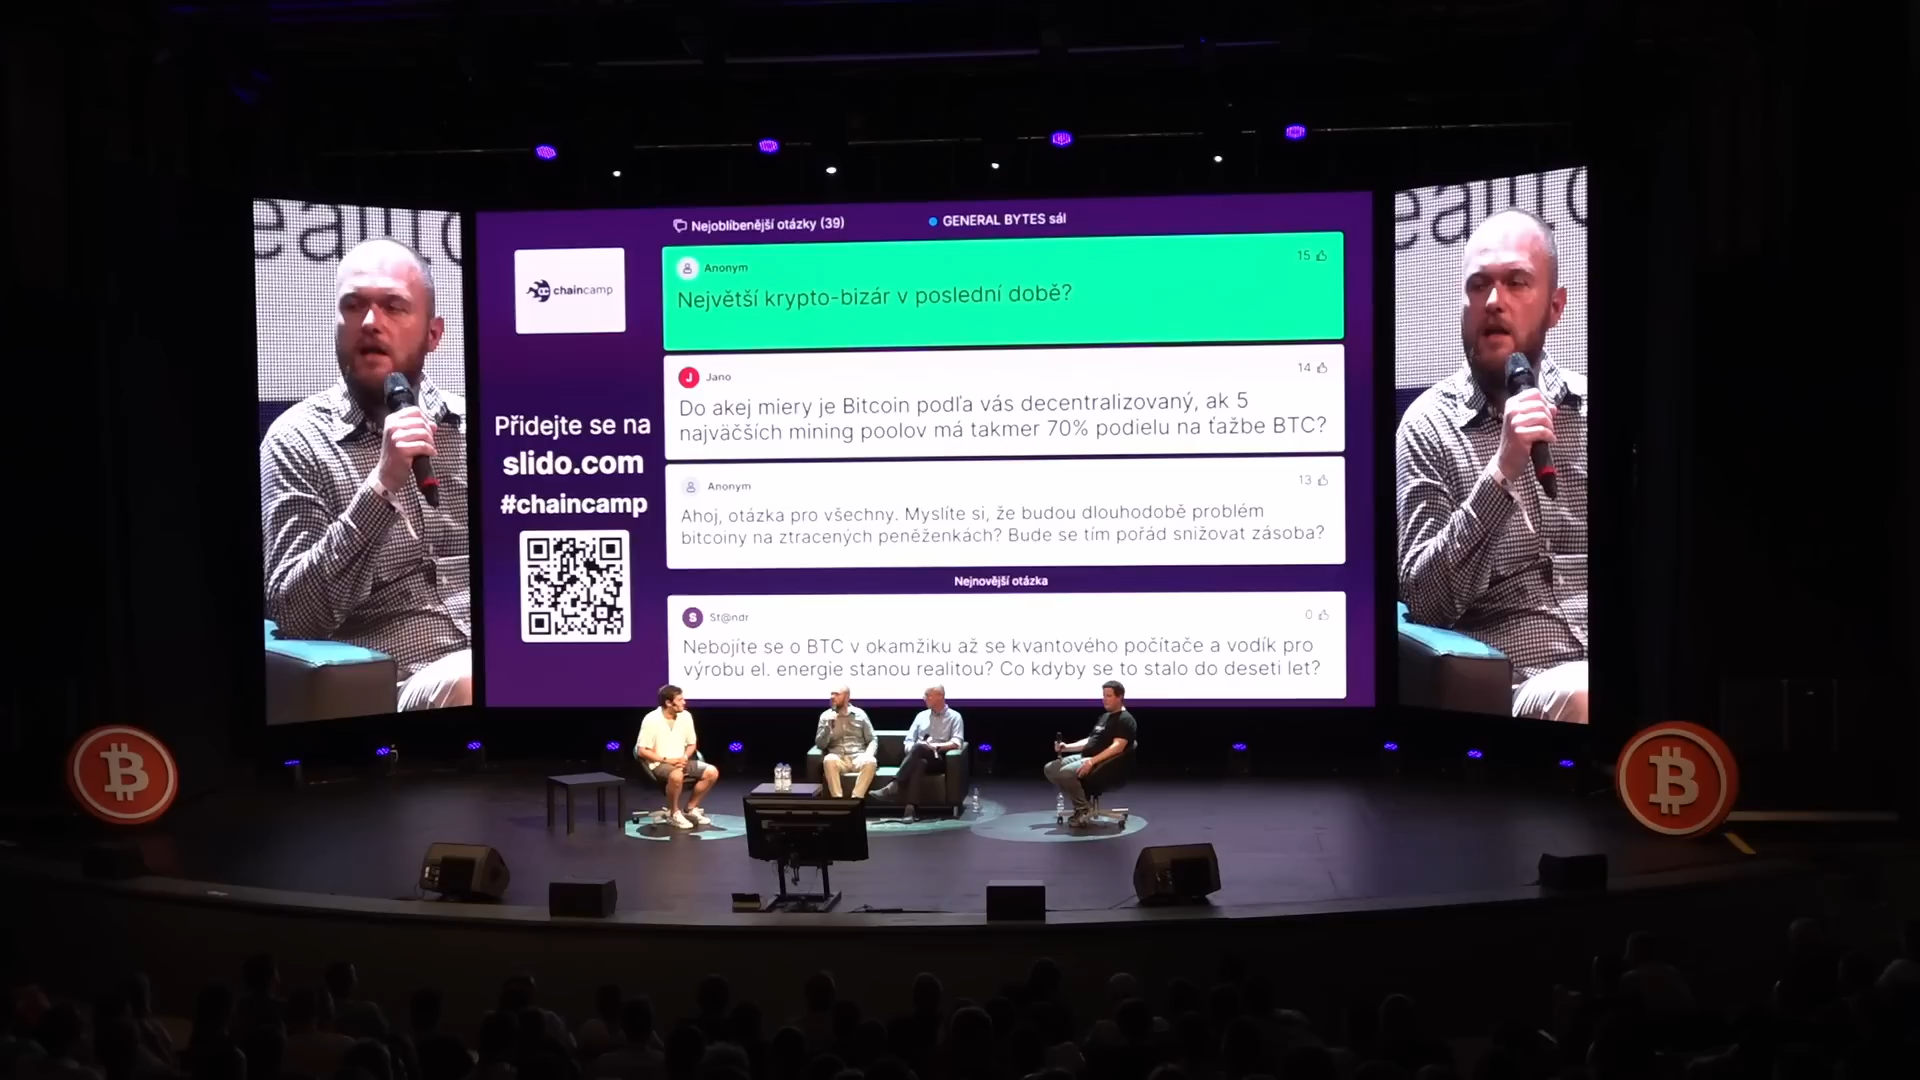 Nejoblíbenější otázky (39)
GENERAL BYTES sál
chaincamp
Přidejte se na
slido.com
#chaincamp
Anonym
15
Největší krypto-bizár v poslední době?
J
Jano
14
Do akej miery je Bitcoin podľa vás decentralizovaný, ak 5
najväčších mining poolov má takmer 70% podielu na ťažbe BTC?
Anonym
13
Ahoj, otázka pro všechny. Myslíte si, že budou dlouhodobě problém
bitcoiny na ztracených peněženkách? Bude se tím pořád snižovat zásoba?
Nejnovější otázka
S
St@ndr
0
Nebojíte se o BTC v okamžiku až se kvantového počítače a vodík pro
výrobu el. energie stanou realitou? Co kdyby se to stalo do deseti let?